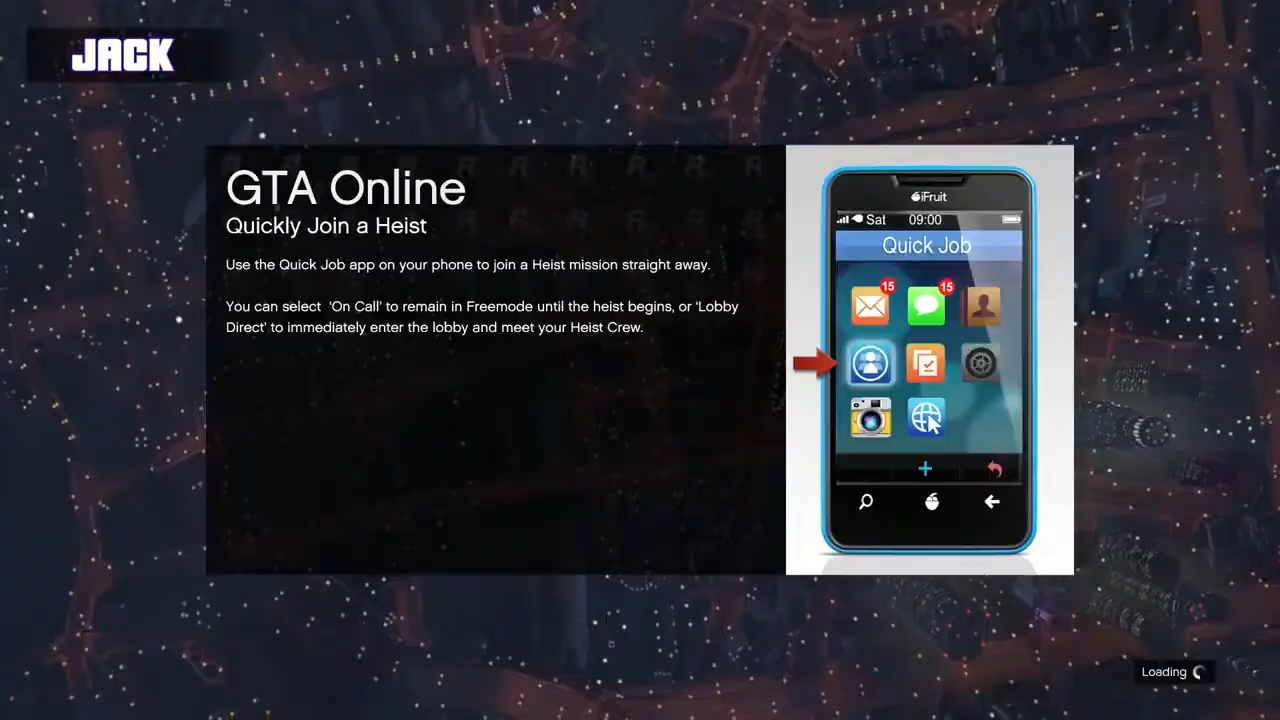 JACK
GTA Online
Quickly Join a Heist
Use the Quick Job app on your phone to join a Heist mission straight away.
You can select 'On Call' to remain in Freemode until the heist begins, or 'Lobby
Direct' to immediately enter the lobby and meet your Heist Crew.
iFruit
Sat 09:00
Quick Job
15 15
Loading